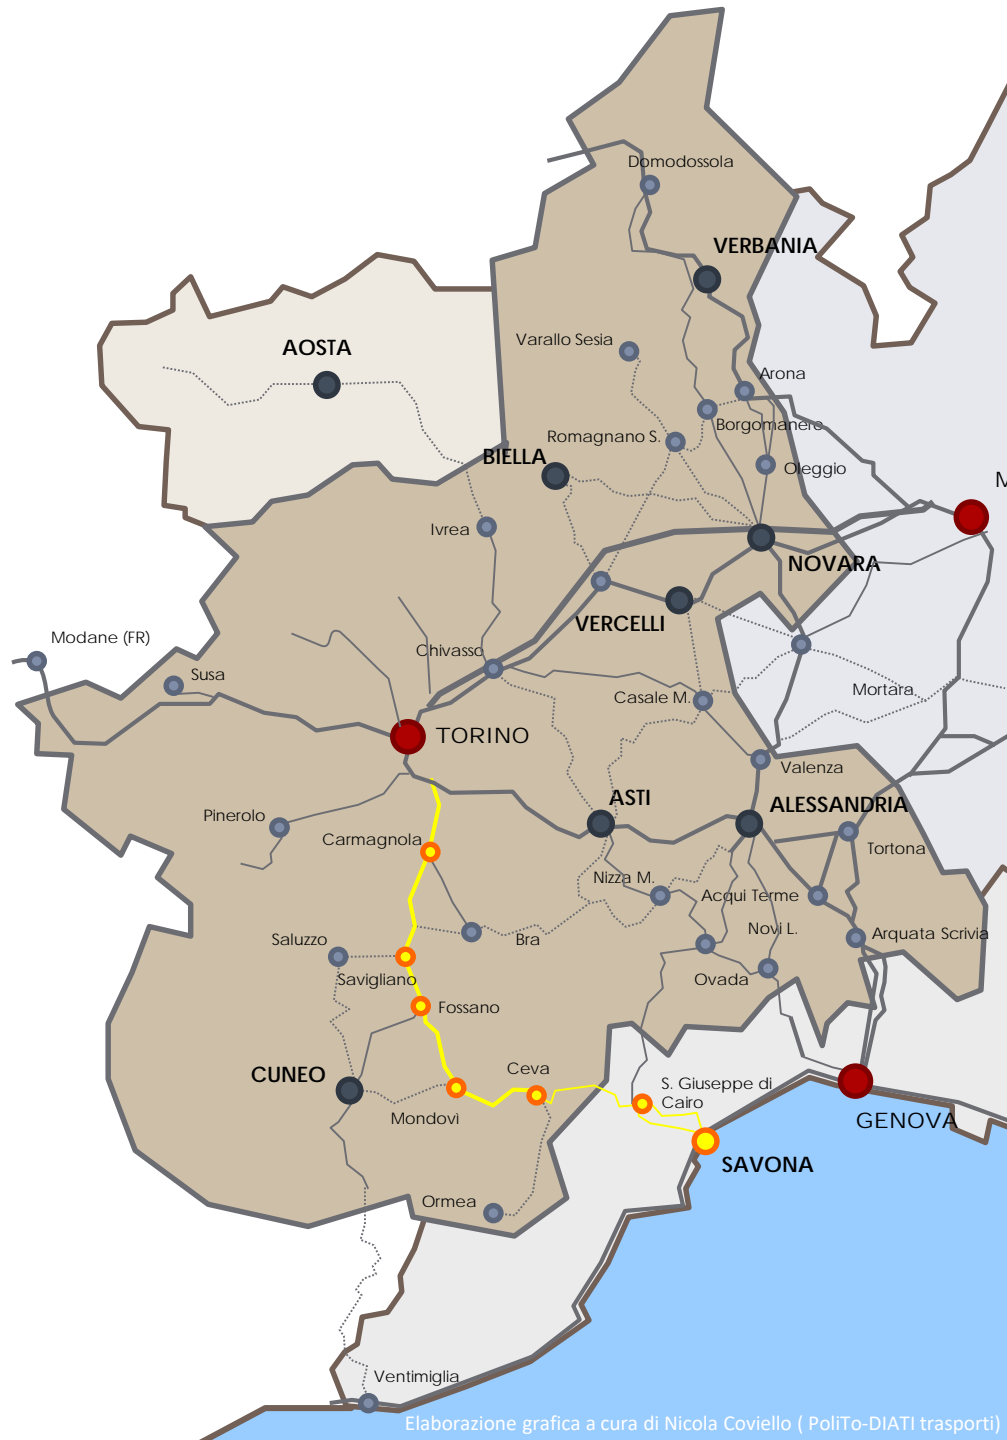 Domodossola
VERBANIA
AOSTA
Varallo Sesia
Arona
Borgomanero
Romagnano S.
BIELLA
Oleggio
M
Ivrea
NOVARA
VERCELLI
Modane (FR)
Chivasso
Susa
Casale M.
Mortara
TORINO
Valenza
ASTI
ALESSANDRIA
Pinerolo
Carmagnola
Tortona
Nizza M.
Acqui Terme
Saluzzo
Bra
Novi L.
Arquata Scrivia
Savigliano
Ovada
Fossano
CUNEO
Ceva
S. Giuseppe di
Cairo
Mondovì
GENOVA
SAVONA
Ormea
Ventimiglia
Elaborazione grafica a cura di Nicola Coviello ( PoliTo-DIATI trasporti)